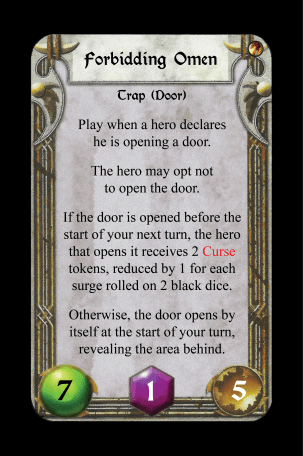 Forbidding Omen
Trap (Door)
Play when a hero declares
he is opening a door.
The hero may opt not
to open the door.
If the door is opened before the
start of your next turn, the hero
that opens it receives 2 Curse
tokens, reduced by 1 for each
surge rolled on 2 black dice.
Otherwise, the door opens by
itself at the start of your turn,
revealing the area behind.
7 1 5